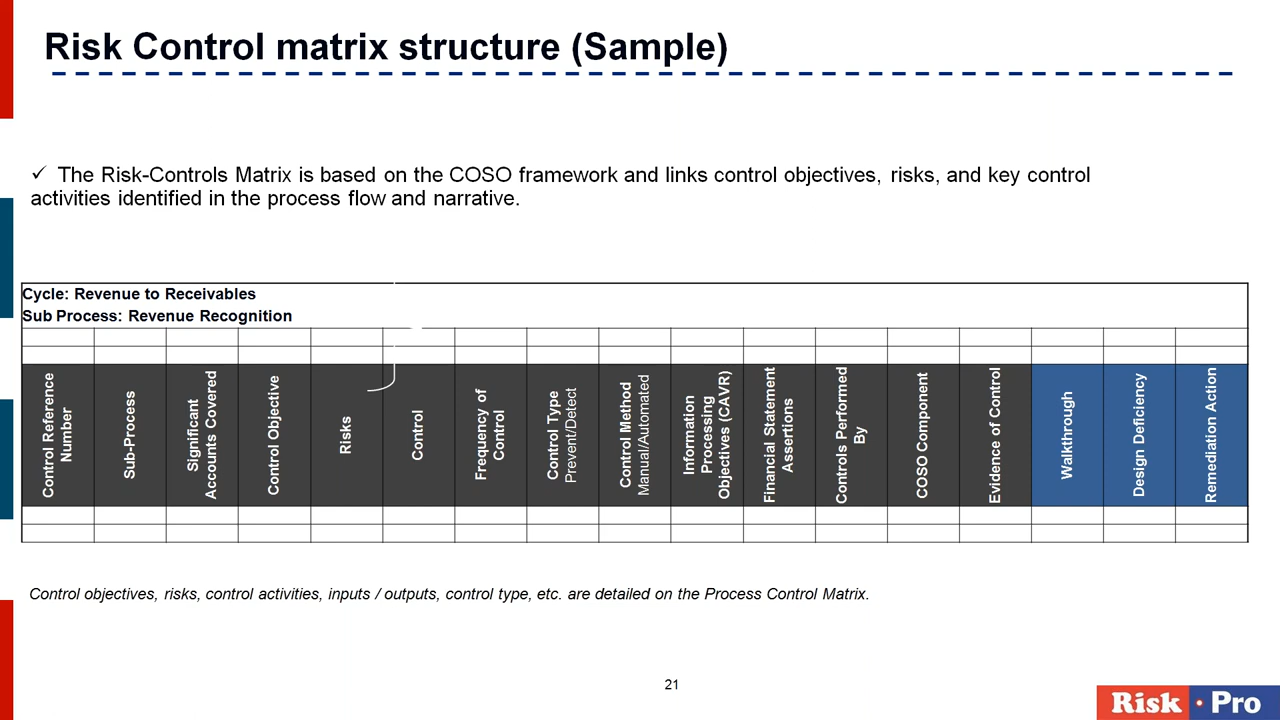 Risk Control matrix structure (Sample)
✓ The Risk-Controls Matrix is based on the COSO framework and links control objectives, risks, and key control
activities identified in the process flow and narrative.
Cycle: Revenue to Receivables
Sub Process: Revenue Recognition
Control Reference
Number
Sub-Process
Significant
Accounts Covered
Control Objective
Risks
Control
Frequency of
Control
Control Type
Prevent/Detect
Control Method
Manual/Automated
Information
Processing
Objectives (CAVR)
Financial Statement
Assertions
Controls Performed
By
COSO Component
Evidence of Control
Walkthrough
Design Deficiency
Remediation Action
Control objectives, risks, control activities, inputs / outputs, control type, etc. are detailed on the Process Control Matrix.
21
Risk • Pro